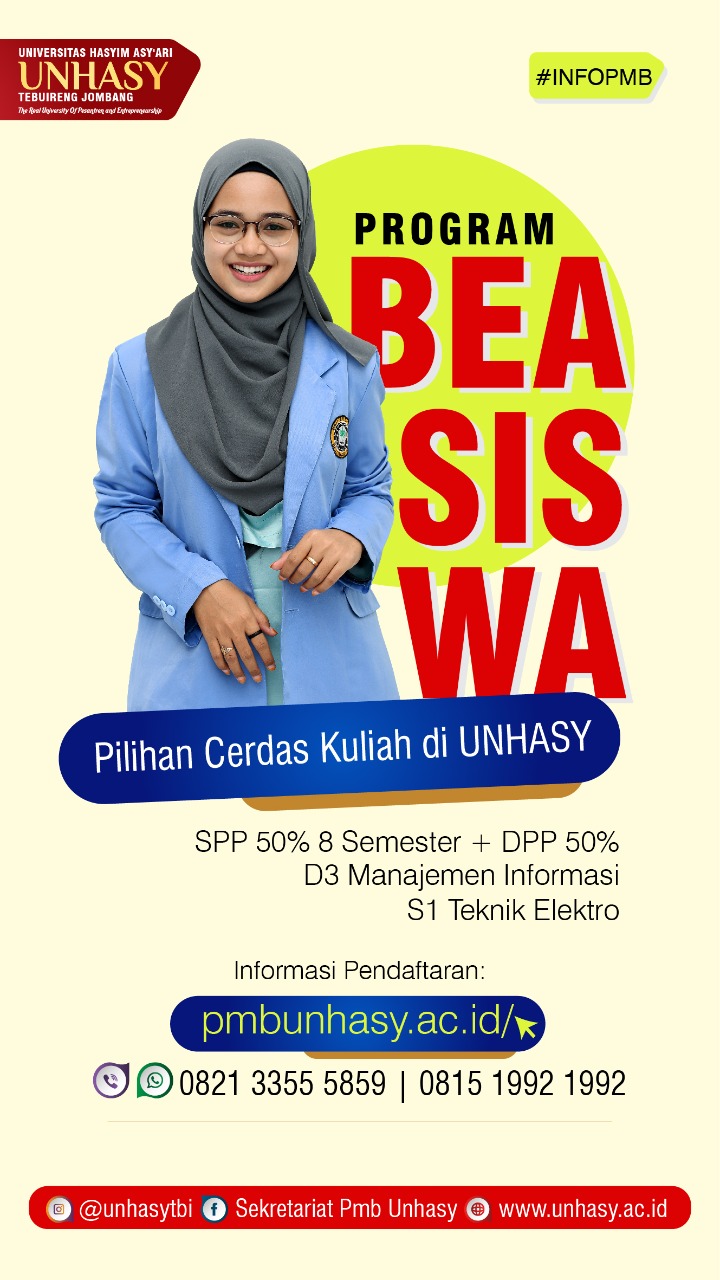 UNIVERSITAS HASYIM ASY'ARI
UNHASY
TEBUIRENG JOMBANG
The Real University Of Pesantren and Entrepreneurship
#INFOPMB
PROGRAM
BEA
SIS
WA
Pilihan Cerdas Kuliah di UNHASY
SPP 50% 8 Semester + DPP 50%
D3 Manajemen Informasi
S1 Teknik Elektro
Informasi Pendaftaran:
pmbunhasy.ac.id/
0821 3355 5859 | 0815 1992 1992
@unhasytbi Sekretariat Pmb Unhasy www.unhasy.ac.id